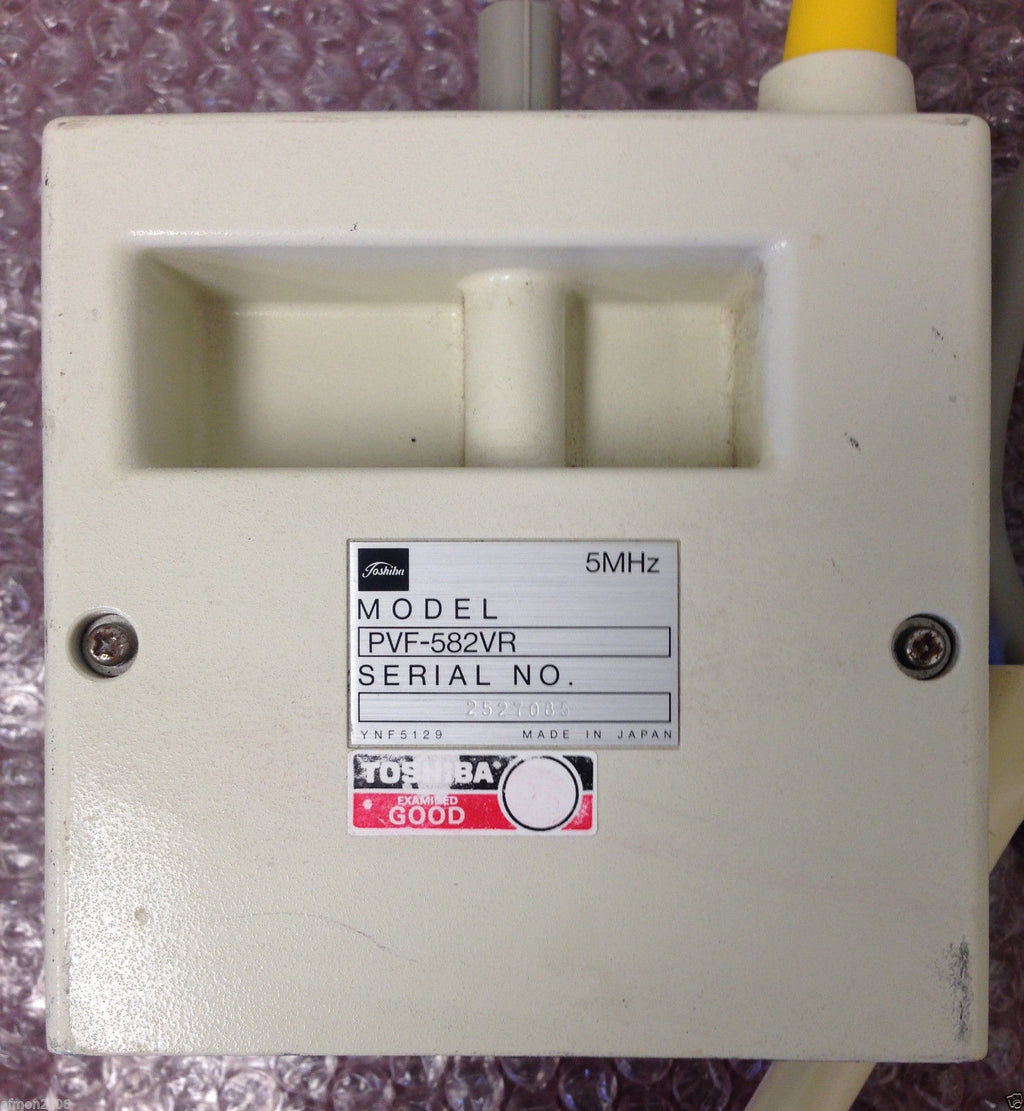 Toshiba
5MHz
MODEL
PVF-582VR
SERIAL NO.
2527085
YNF5129 MADE IN JAPAN
TOSHIBA
EXAMINED
GOOD